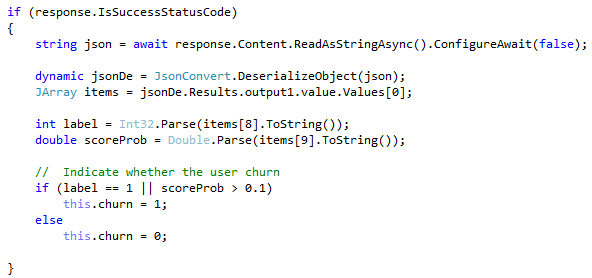 if (response.IsSuccessStatusCode)
{
    string json = await response.Content.ReadAsStringAsync().ConfigureAwait(false);

    dynamic jsonDe = JsonConvert.DeserializeObject(json);
    JArray items = jsonDe.Results.output1.value.Values[0];

    int label = Int32.Parse(items[8].ToString());
    double scoreProb = Double.Parse(items[9].ToString());

    //  Indicate whether the user churn
    if (label == 1 || scoreProb > 0.1)
        this.churn = 1;
    else
        this.churn = 0;

}